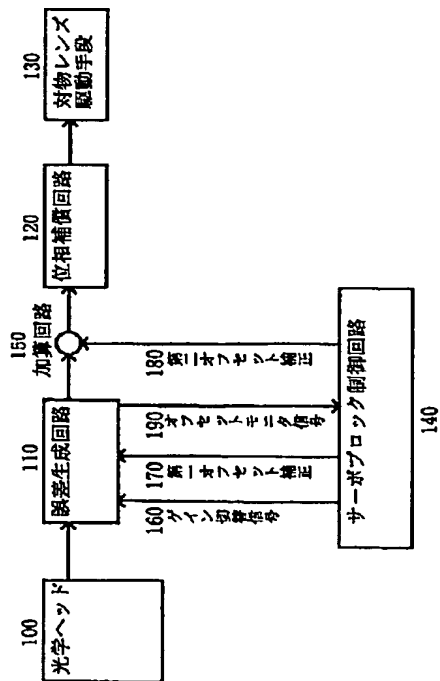 100
光学ヘッド
110
誤差生成回路
150
加算回路
120
位相補償回路
130
対物レンズ
駆動手段
160
ゲイン切替信号
170
第一オフセット補正
190
オフセットモニタ信号
180
第二オフセット補正
サーボブロック制御回路
140